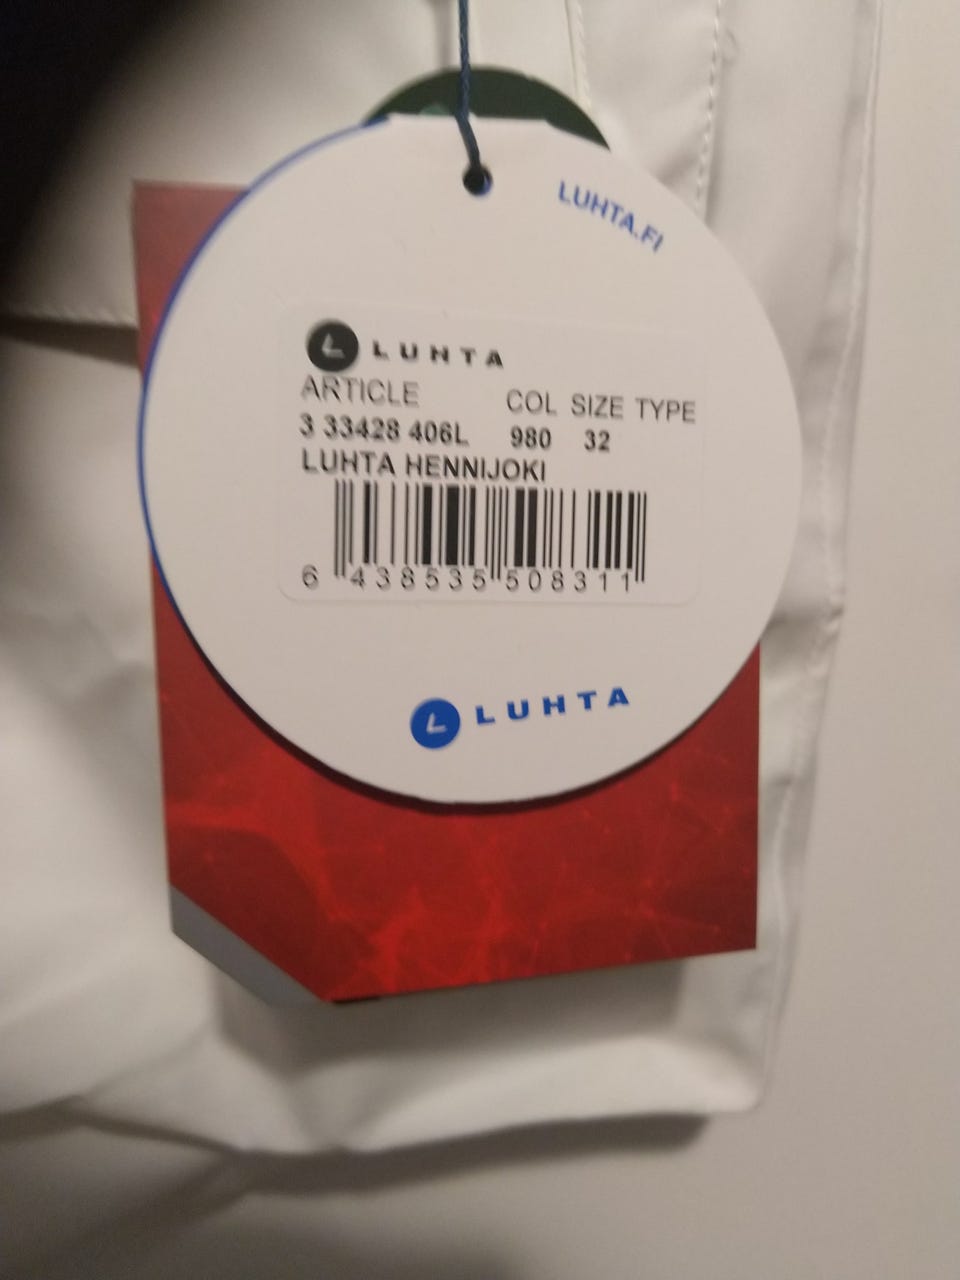 LUHTA.FI
L LUHTA
ARTICLE COL SIZE TYPE
3 33428 406L 980 32
LUHTA HENNIJOKI
6 438535 508311
L LUHTA